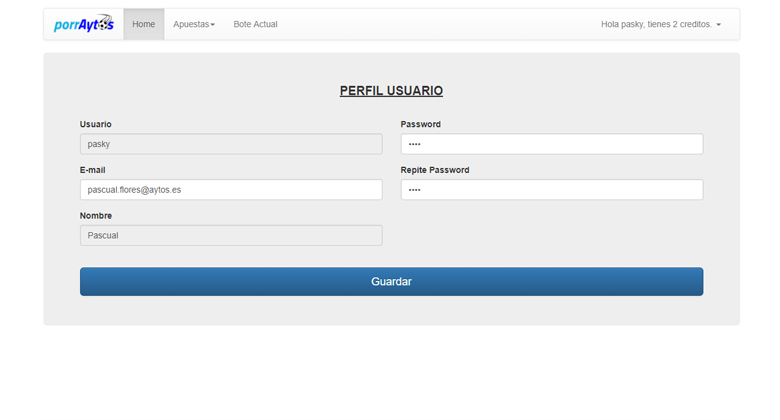 porrAytos Home Apuestas Bote Actual Hola pasky, tienes 2 creditos.
PERFIL USUARIO
Usuario Password
pasky ••••
E-mail Repite Password
pascual.flores@aytos.es ••••
Nombre
Pascual
Guardar